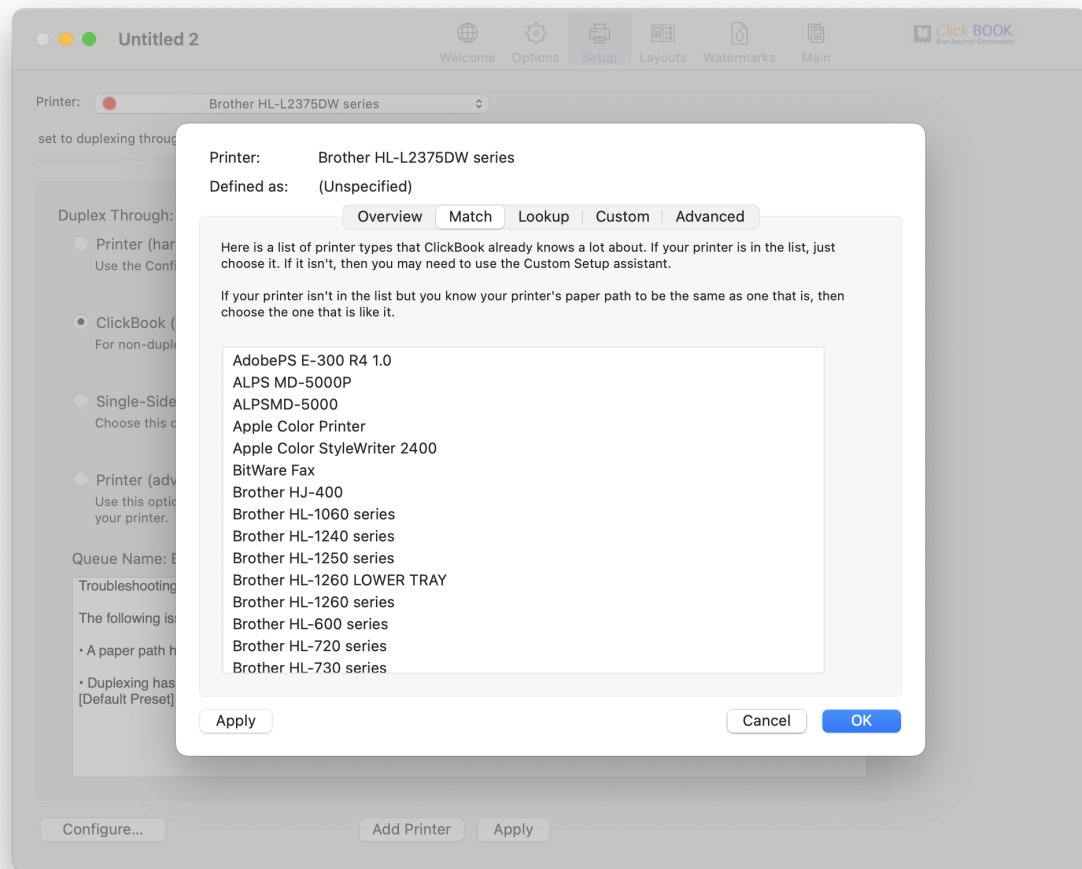 Untitled 2
Welcome Options Setup Layouts Watermarks Main
Click BOOK
Blue Squirrel Corporation
Printer: Brother HL-L2375DW series
set to duplexing throug
Printer: Brother HL-L2375DW series
Defined as: (Unspecified)
Overview Match Lookup Custom Advanced
Here is a list of printer types that ClickBook already knows a lot about. If your printer is in the list, just
choose it. If it isn't, then you may need to use the Custom Setup assistant.
If your printer isn't in the list but you know your printer's paper path to be the same as one that is, then
choose the one that is like it.
AdobePS E-300 R4 1.0
ALPS MD-5000P
ALPSMD-5000
Apple Color Printer
Apple Color StyleWriter 2400
BitWare Fax
Brother HJ-400
Brother HL-1060 series
Brother HL-1240 series
Brother HL-1250 series
Brother HL-1260 LOWER TRAY
Brother HL-1260 series
Brother HL-600 series
Brother HL-720 series
Brother HL-730 series
Apply Cancel OK
Duplex Through:
Printer (har
Use the Confi
ClickBook (
For non-duple
Single-Side
Choose this o
Printer (adv
Use this optio
your printer.
Queue Name: B
Troubleshooting
The following is
• A paper path h
• Duplexing has
[Default Preset]
Configure... Add Printer Apply